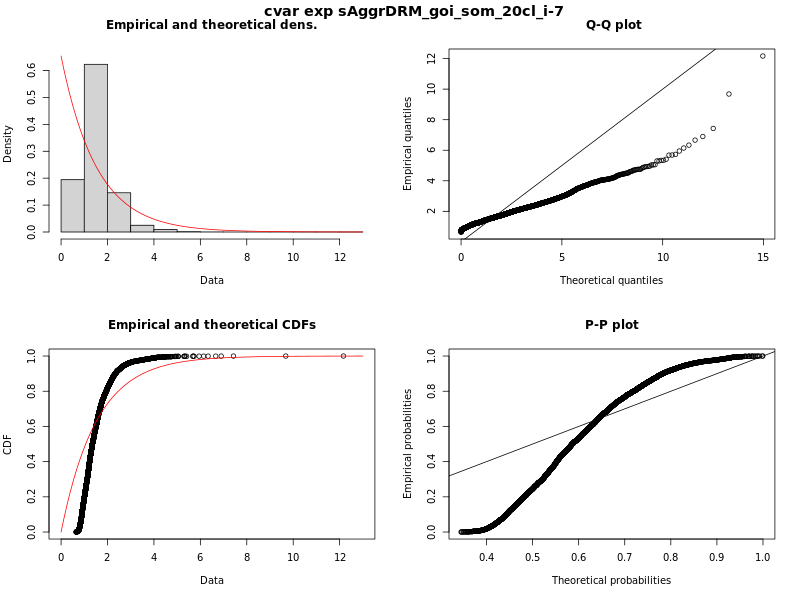 cvar exp sAggrDRM_goi_som_20cl_i-7
Empirical and theoretical dens.
Density
0.0 0.1 0.2 0.3 0.4 0.5 0.6
0 2 4 6 8 10 12
Data
Q-Q plot
Empirical quantiles
2 4 6 8 10 12
0 5 10 15
Theoretical quantiles
Empirical and theoretical CDFs
CDF
0.0 0.2 0.4 0.6 0.8 1.0
0 2 4 6 8 10 12
Data
P-P plot
Empirical probabilities
0.0 0.2 0.4 0.6 0.8 1.0
0.4 0.5 0.6 0.7 0.8 0.9 1.0
Theoretical probabilities